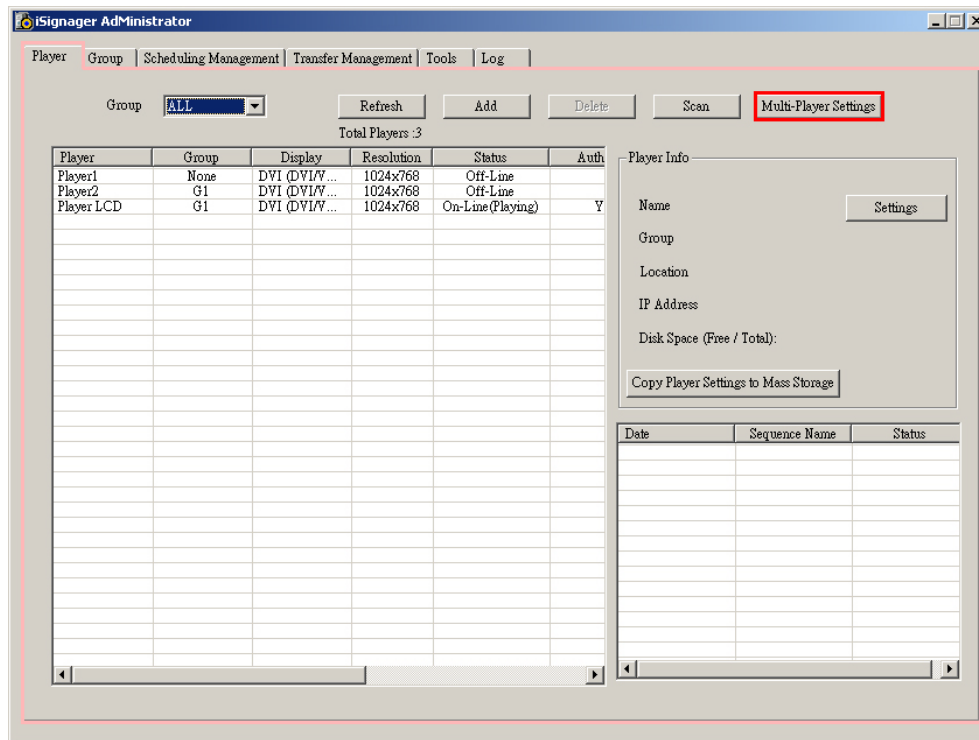 iSignager AdMinistrator
Player Group Scheduling Management Transfer Management Tools Log
Group ALL Refresh Add Delete Scan Multi-Player Settings
Total Players :3
Player Group Display Resolution Status Auth
Player1 None DVI (DVI/V... 1024x768 Off-Line
Player2 G1 DVI (DVI/V... 1024x768 Off-Line
Player LCD G1 DVI (DVI/V... 1024x768 On-Line(Playing) Y
Player Info
Name Settings
Group
Location
IP Address
Disk Space (Free / Total):
Copy Player Settings to Mass Storage
Date Sequence Name Status